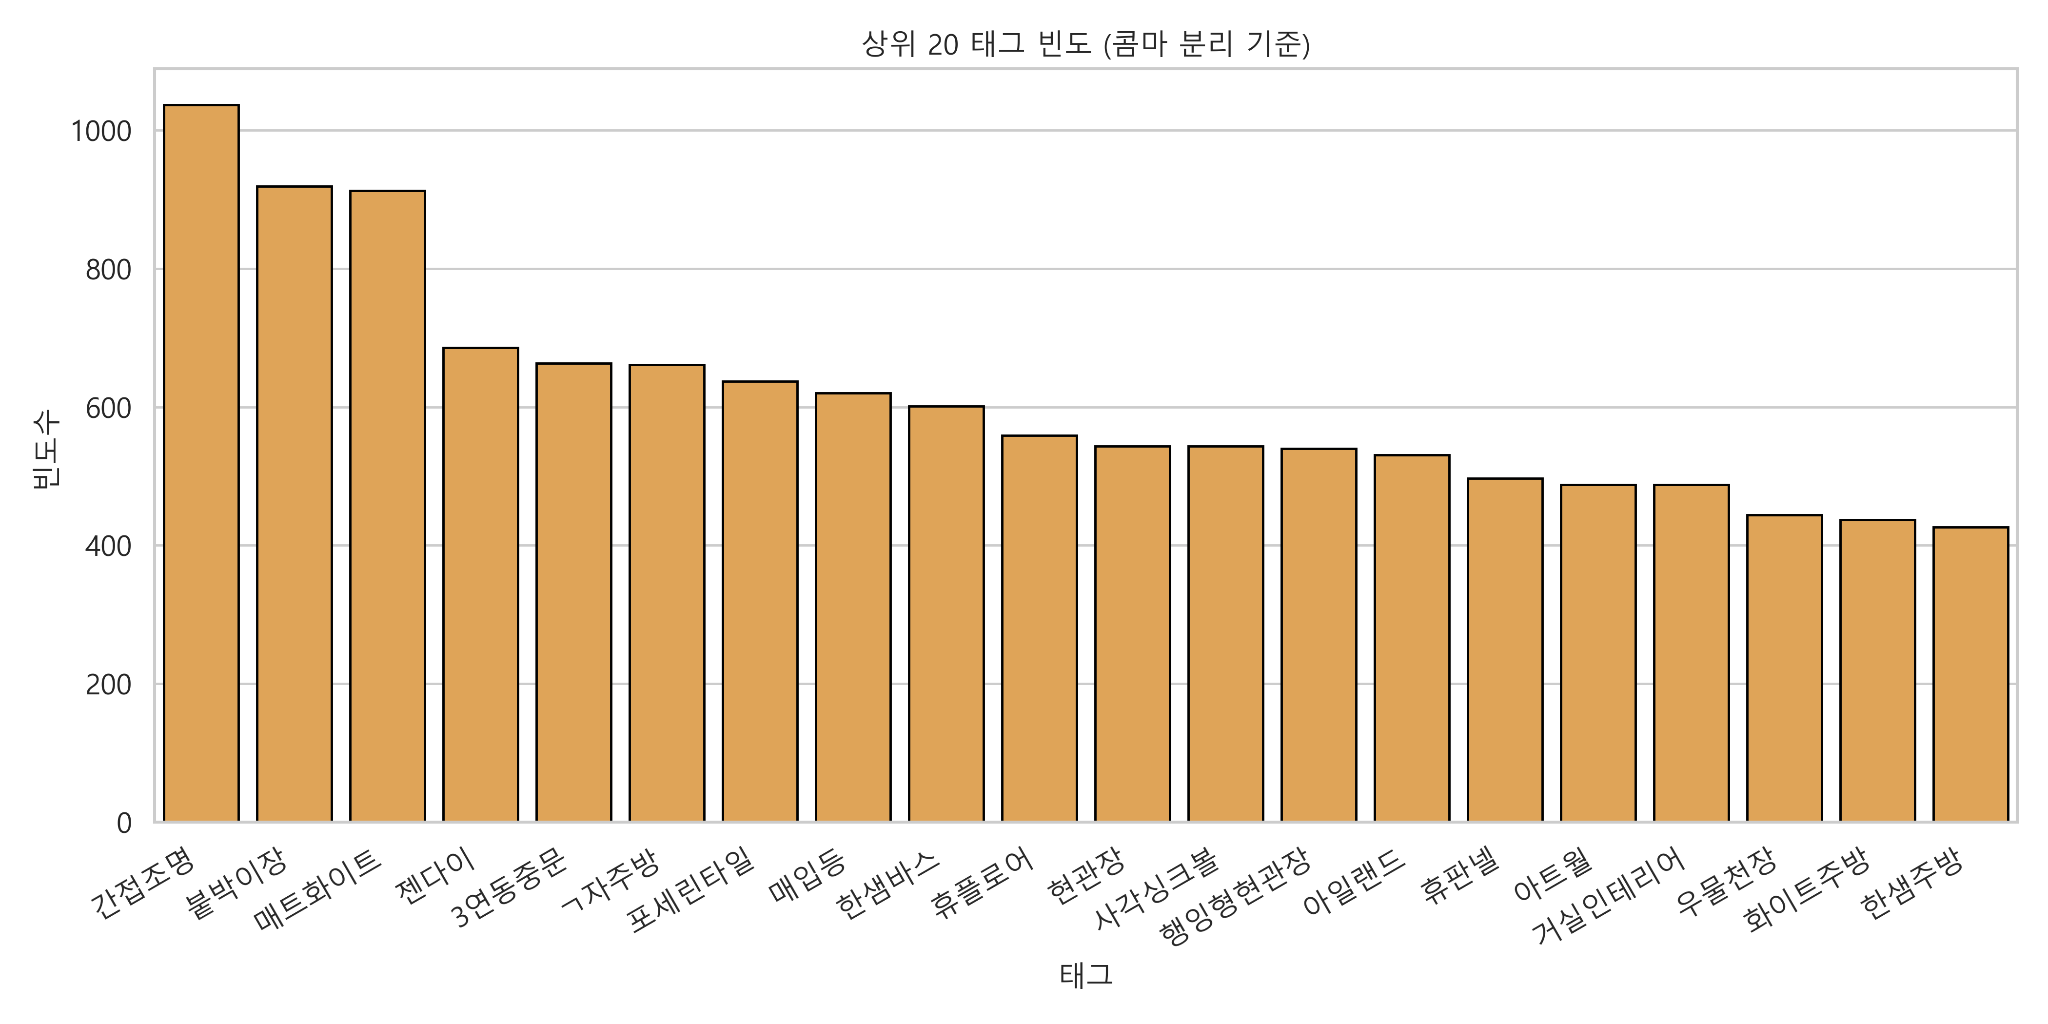 상위 20 태그 빈도 (콤마 분리 기준)
빈도수
1000
800
600
400
200
0
간접조명
붙박이장
매트화이트
젠다이
3연동중문
ㄱ자주방
포세린타일
매입등
한샘바스
휴플로어
현관장
사각싱크볼
행잉형현관장
아일랜드
휴판넬
아트월
거실인테리어
우물천장
화이트주방
한샘주방
태그